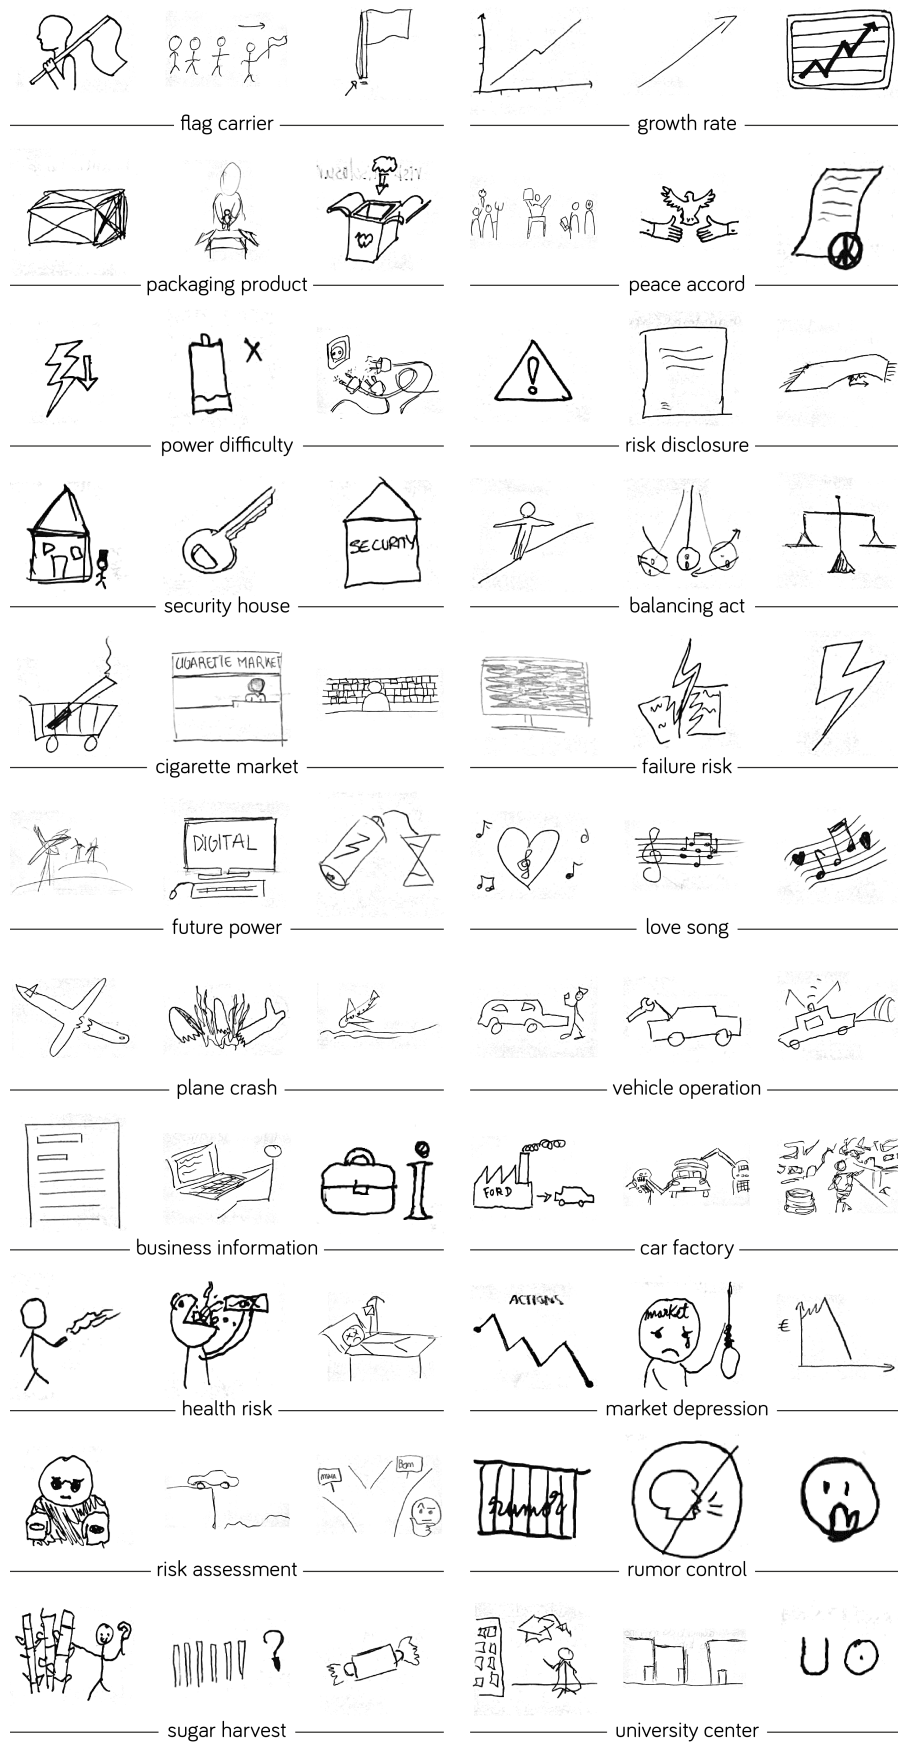 flag carrier
growth rate
W
packaging product
peace accord
X
power difficulty
risk disclosure
SECURITY
security house
balancing act
CIGARETTE MARKET
cigarette market
failure risk
DIGITAL
future power
love song
plane crash
vehicle operation
i
FORD
business information
car factory
ACTIONS
market
€
health risk
market depression
rumor
risk assessment
rumor control
?
U
sugar harvest
university center